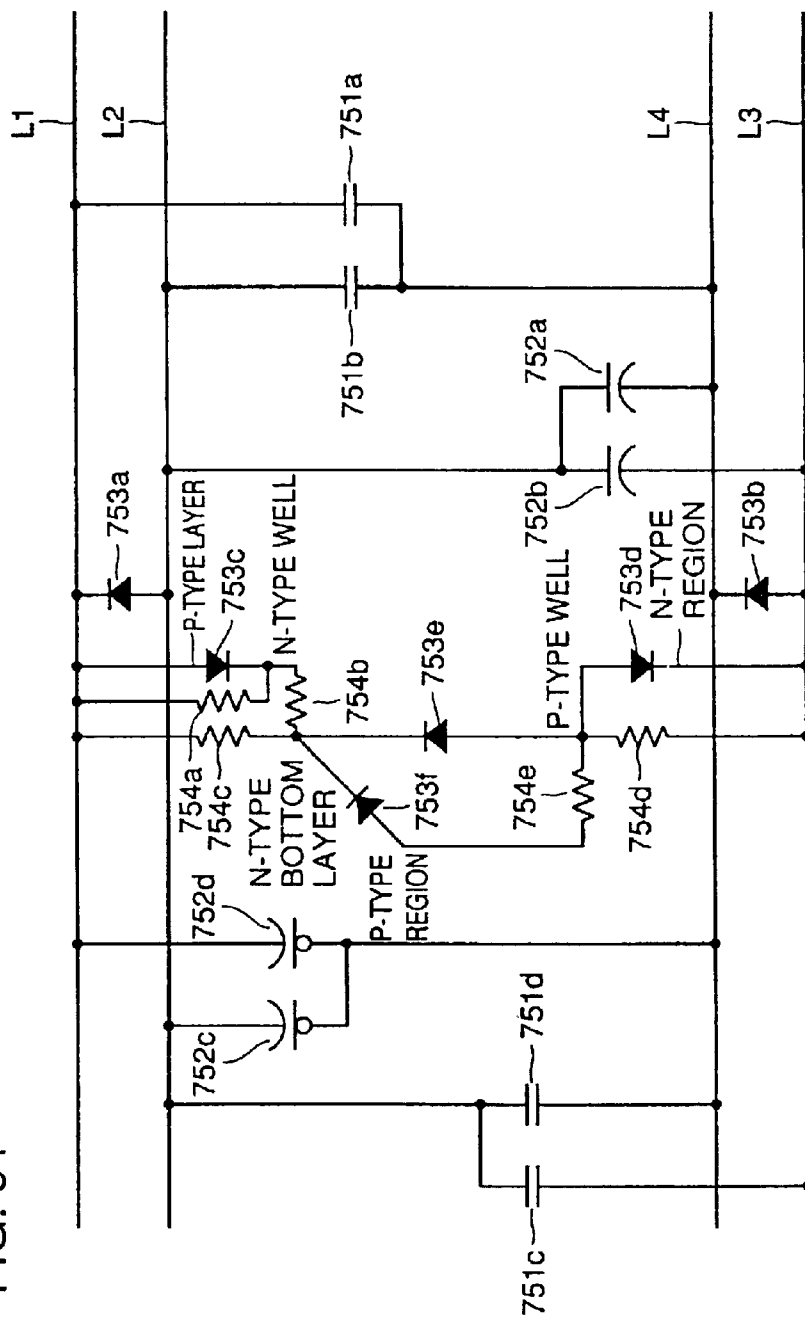 FIG.
L1
753a
L2
P-TYPE LAYER
754a
753c
754c
752d
752c
N-TYPE WELL
N-TYPE
BOTTOM
LAYER
754b
751a
751b
753f
P-TYPE
REGION
753e
751d
751c
754e
P-TYPE WELL
752a
752b
753d
754d
N-TYPE
REGION
L4
753b
L3